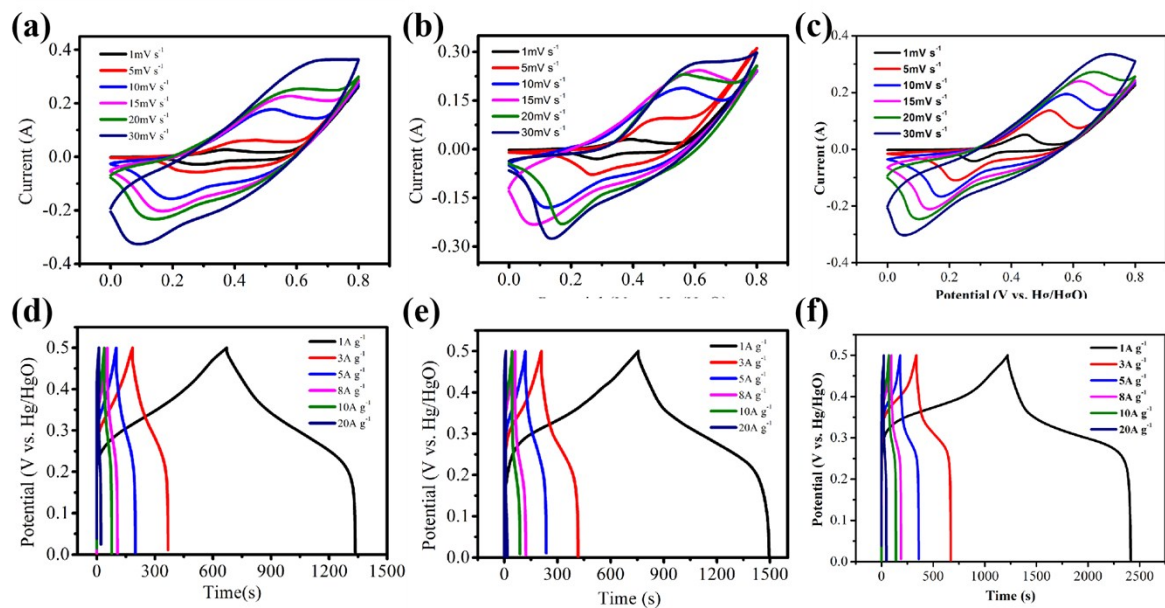 (a)
1mV s⁻¹
5mV s⁻¹
10mV s⁻¹
15mV s⁻¹
20mV s⁻¹
30mV s⁻¹
Current (A)
0.4
0.2
0.0
-0.2
-0.4
0.0 0.2 0.4 0.6 0.8
(b)
1mV s⁻¹
5mV s⁻¹
10mV s⁻¹
15mV s⁻¹
20mV s⁻¹
30mV s⁻¹
Current (A)
0.30
0.15
0.00
-0.15
-0.30
0.0 0.2 0.4 0.6 0.8
(c)
1mV s⁻¹
5mV s⁻¹
10mV s⁻¹
15mV s⁻¹
20mV s⁻¹
30mV s⁻¹
Current (A)
0.4
0.2
0.0
-0.2
-0.4
0.0 0.2 0.4 0.6 0.8
Potential (V vs. Hg/HgO)
(d)
1A g⁻¹
3A g⁻¹
5A g⁻¹
8A g⁻¹
10A g⁻¹
20A g⁻¹
Potential (V vs. Hg/HgO)
0.5
0.4
0.3
0.2
0.1
0.0
0 300 600 900 1200 1500
Time(s)
(e)
1A g⁻¹
3A g⁻¹
5A g⁻¹
8A g⁻¹
10A g⁻¹
20A g⁻¹
Potential (V vs. Hg/HgO)
0.5
0.4
0.3
0.2
0.1
0.0
0 300 600 900 1200 1500
Time(s)
(f)
1A g⁻¹
3A g⁻¹
5A g⁻¹
8A g⁻¹
10A g⁻¹
20A g⁻¹
Potential (V vs. Hg/HgO)
0.5
0.4
0.3
0.2
0.1
0.0
0 500 1000 1500 2000 2500
Time (s)